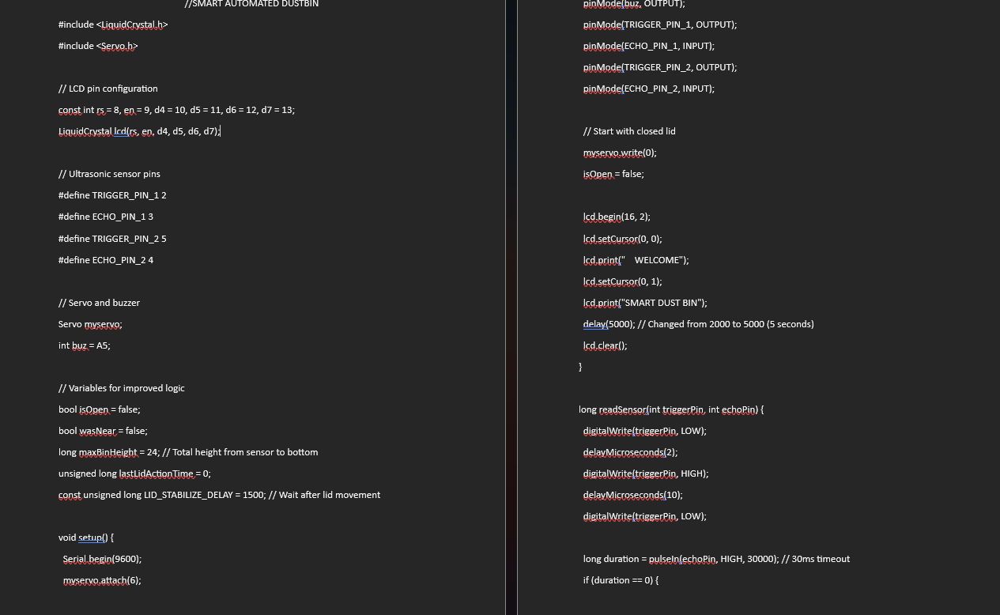 //SMART AUTOMATED DUSTBIN
#include <LiquidCrystal.h>
#include <Servo.h>
// LCD pin configuration
const int rs = 8, en = 9, d4 = 10, d5 = 11, d6 = 12, d7 = 13;
LiquidCrystal lcd(rs, en, d4, d5, d6, d7);
// Ultrasonic sensor pins
#define TRIGGER_PIN_1 2
#define ECHO_PIN_1 3
#define TRIGGER_PIN_2 5
#define ECHO_PIN_2 4
// Servo and buzzer
Servo myservo;
int buz = A5;
// Variables for improved logic
bool isOpen = false;
bool wasNear = false;
long maxBinHeight = 24; // Total height from sensor to bottom
unsigned long lastLidActionTime = 0;
const unsigned long LID_STABILIZE_DELAY = 1500; // Wait after lid movement
void setup() {
Serial.begin(9600);
myservo.attach(6);
pinMode(buz, OUTPUT);
pinMode(TRIGGER_PIN_1, OUTPUT);
pinMode(ECHO_PIN_1, INPUT);
pinMode(TRIGGER_PIN_2, OUTPUT);
pinMode(ECHO_PIN_2, INPUT);
// Start with closed lid
myservo.write(0);
isOpen = false;
lcd.begin(16, 2);
lcd.setCursor(0, 0);
lcd.print("    WELCOME");
lcd.setCursor(0, 1);
lcd.print("SMART DUST BIN");
delay(5000); // Changed from 2000 to 5000 (5 seconds)
lcd.clear();
}
long readSensor(int triggerPin, int echoPin) {
digitalWrite(triggerPin, LOW);
delayMicroseconds(2);
digitalWrite(triggerPin, HIGH);
delayMicroseconds(10);
digitalWrite(triggerPin, LOW);
long duration = pulseIn(echoPin, HIGH, 30000); // 30ms timeout
if (duration == 0) {